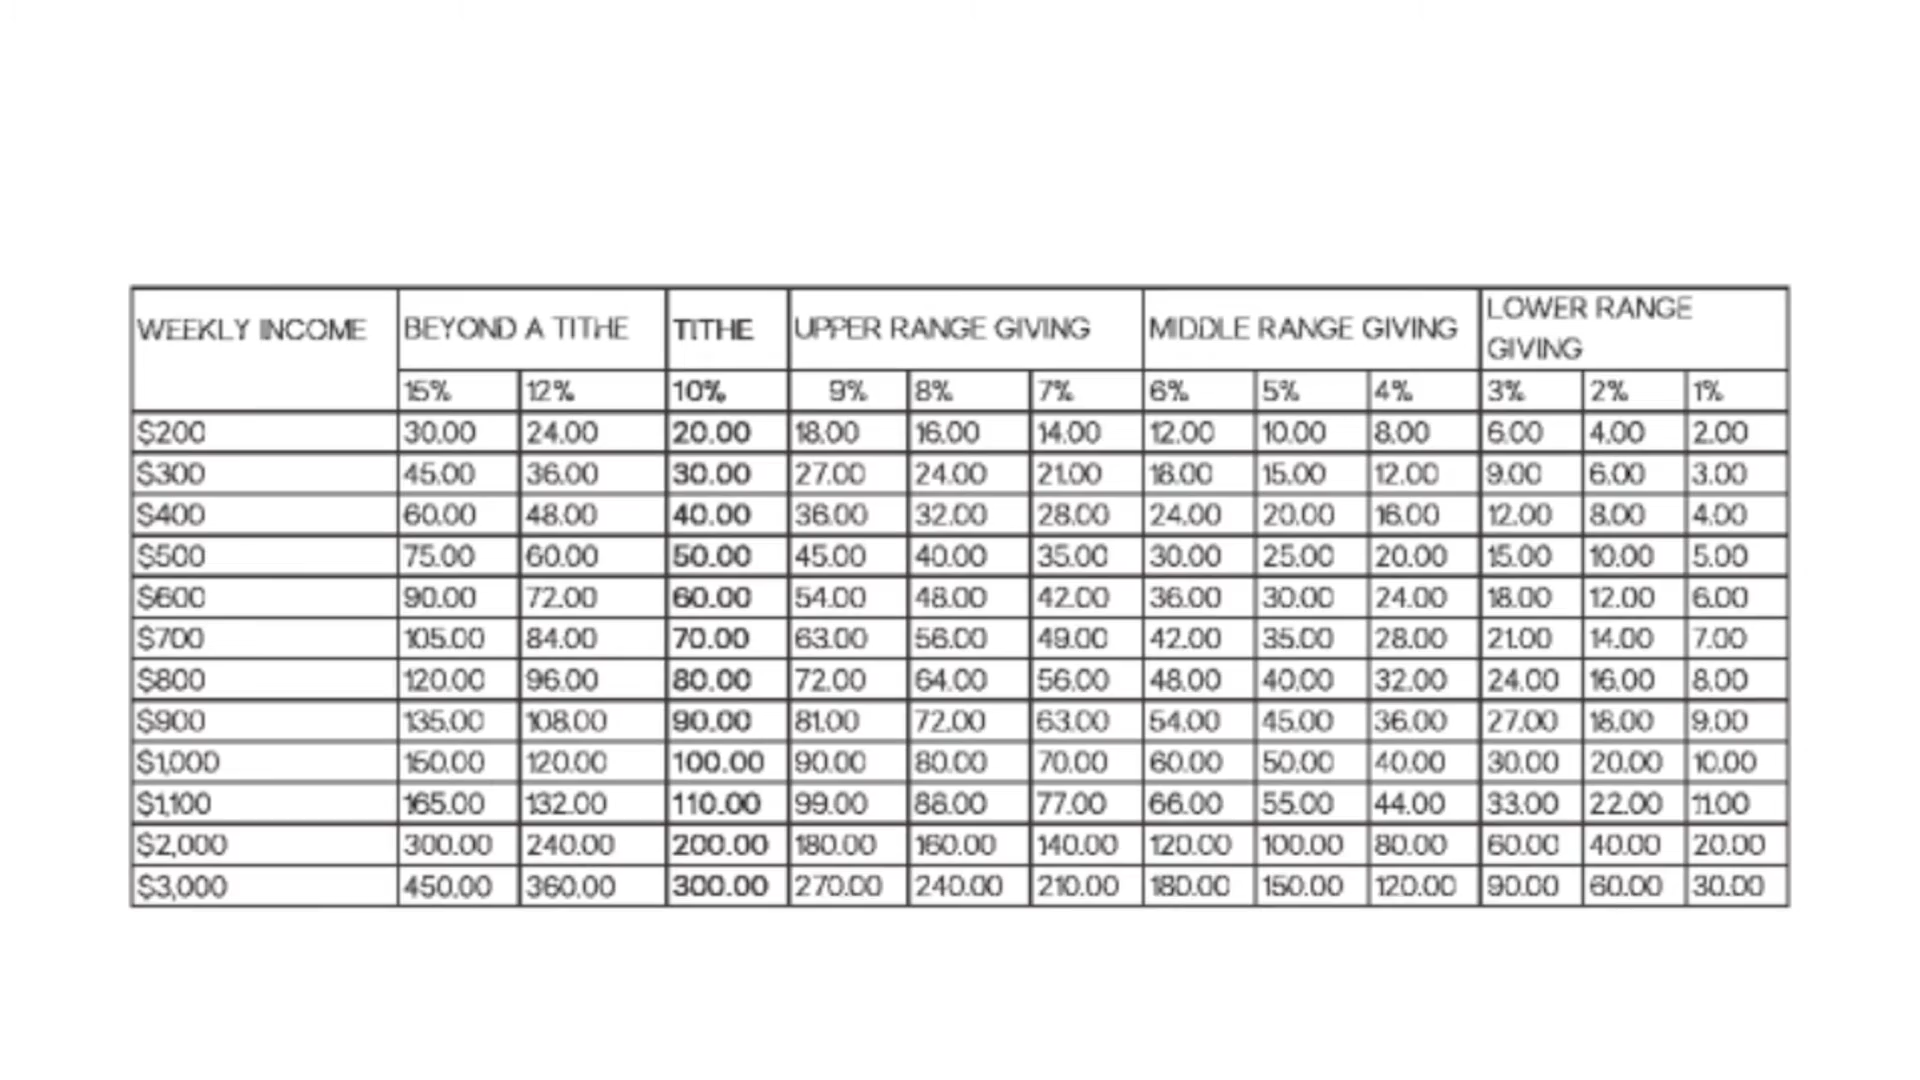 WEEKLY INCOME BEYOND A TITHE TITHE UPPER RANGE GIVING MIDDLE RANGE GIVING LOWER RANGE
GIVING
15% 12% 10% 9% 8% 7% 6% 5% 4% 3% 2% 1%
$200 30.00 24.00 20.00 18.00 16.00 14.00 12.00 10.00 8.00 6.00 4.00 2.00
$300 45.00 36.00 30.00 27.00 24.00 21.00 18.00 15.00 12.00 9.00 6.00 3.00
$400 60.00 48.00 40.00 36.00 32.00 28.00 24.00 20.00 16.00 12.00 8.00 4.00
$500 75.00 60.00 50.00 45.00 40.00 35.00 30.00 25.00 20.00 15.00 10.00 5.00
$600 90.00 72.00 60.00 54.00 48.00 42.00 36.00 30.00 24.00 18.00 12.00 6.00
$700 105.00 84.00 70.00 63.00 56.00 49.00 42.00 35.00 28.00 21.00 14.00 7.00
$800 120.00 96.00 80.00 72.00 64.00 56.00 48.00 40.00 32.00 24.00 16.00 8.00
$900 135.00 108.00 90.00 81.00 72.00 63.00 54.00 45.00 36.00 27.00 18.00 9.00
$1,000 150.00 120.00 100.00 90.00 80.00 70.00 60.00 50.00 40.00 30.00 20.00 10.00
$1,100 165.00 132.00 110.00 99.00 88.00 77.00 66.00 55.00 44.00 33.00 22.00 11.00
$2,000 300.00 240.00 200.00 180.00 160.00 140.00 120.00 100.00 80.00 60.00 40.00 20.00
$3,000 450.00 360.00 300.00 270.00 240.00 210.00 180.00 150.00 120.00 90.00 60.00 30.00